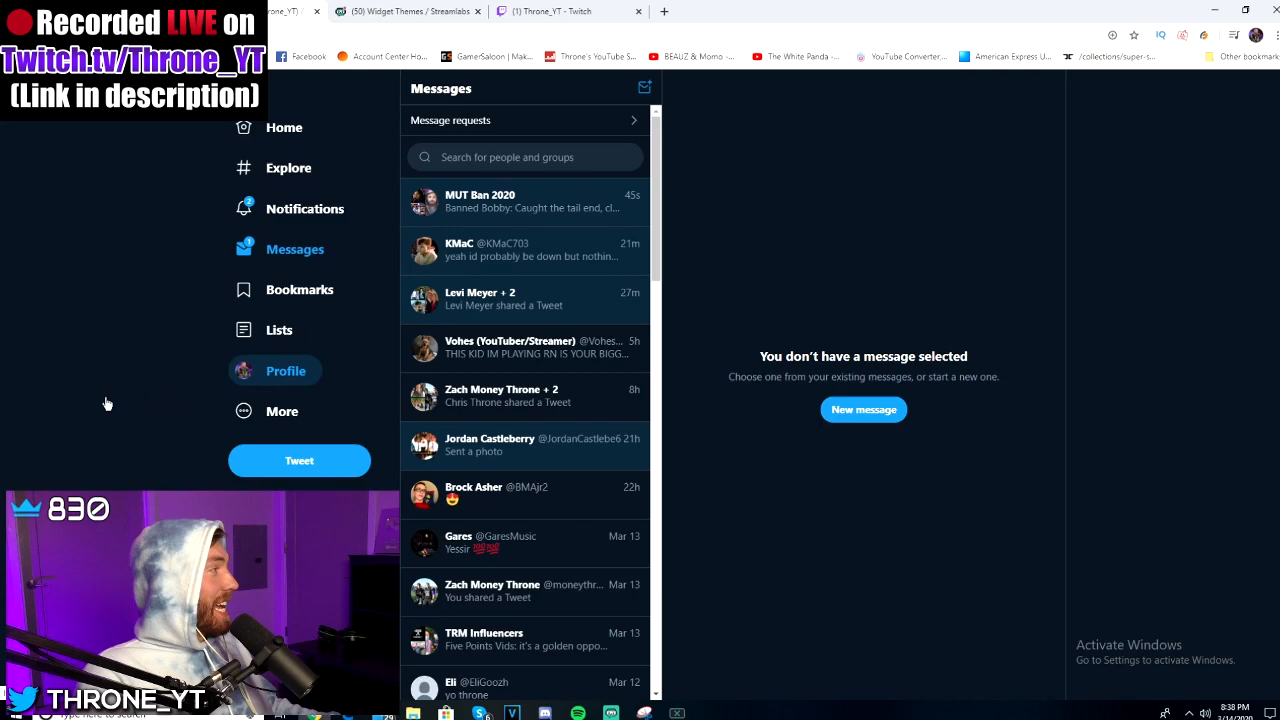 Recorded LIVE on
Twitch.tv/Throne_YT
(Link in description)
(50) Widget Themes / Streamlabs
(1) Throne_YT - Twitch
Facebook
Account Center Ho...
GamerSaloon | Mak...
Throne's YouTube S...
BEAUZ & Momo -...
The White Panda -...
YouTube Converter,...
American Express U...
/collections/super-s...
Other bookmarks
Home
Explore
2
Notifications
1
Messages
Bookmarks
Lists
Profile
More
Tweet
Messages
Message requests
Search for people and groups
MUT Ban 2020 45s
Banned Bobby: Caught the tail end, cl...
KMaC @KMaC703 21m
yeah id probably be down but nothin...
Levi Meyer + 2 27m
Levi Meyer shared a Tweet
Vohes (YouTuber/Streamer) @Vohes... 5h
THIS KID IM PLAYING RN IS YOUR BIGG...
Zach Money Throne + 2 8h
Chris Throne shared a Tweet
Jordan Castleberry @JordanCastlebe6 21h
Sent a photo
Brock Asher @BMAjr2 22h
Gares @GaresMusic Mar 13
Yessir 💯💯
Zach Money Throne @moneythr... Mar 13
You shared a Tweet
TRM Influencers Mar 13
Five Points Vids: it's a golden oppo...
Eli @EliGoozh Mar 12
yo throne
You don't have a message selected
Choose one from your existing messages, or start a new one.
New message
Activate Windows
Go to Settings to activate Windows.
830
THRONE_YT
8:38 PM
3/14/2020